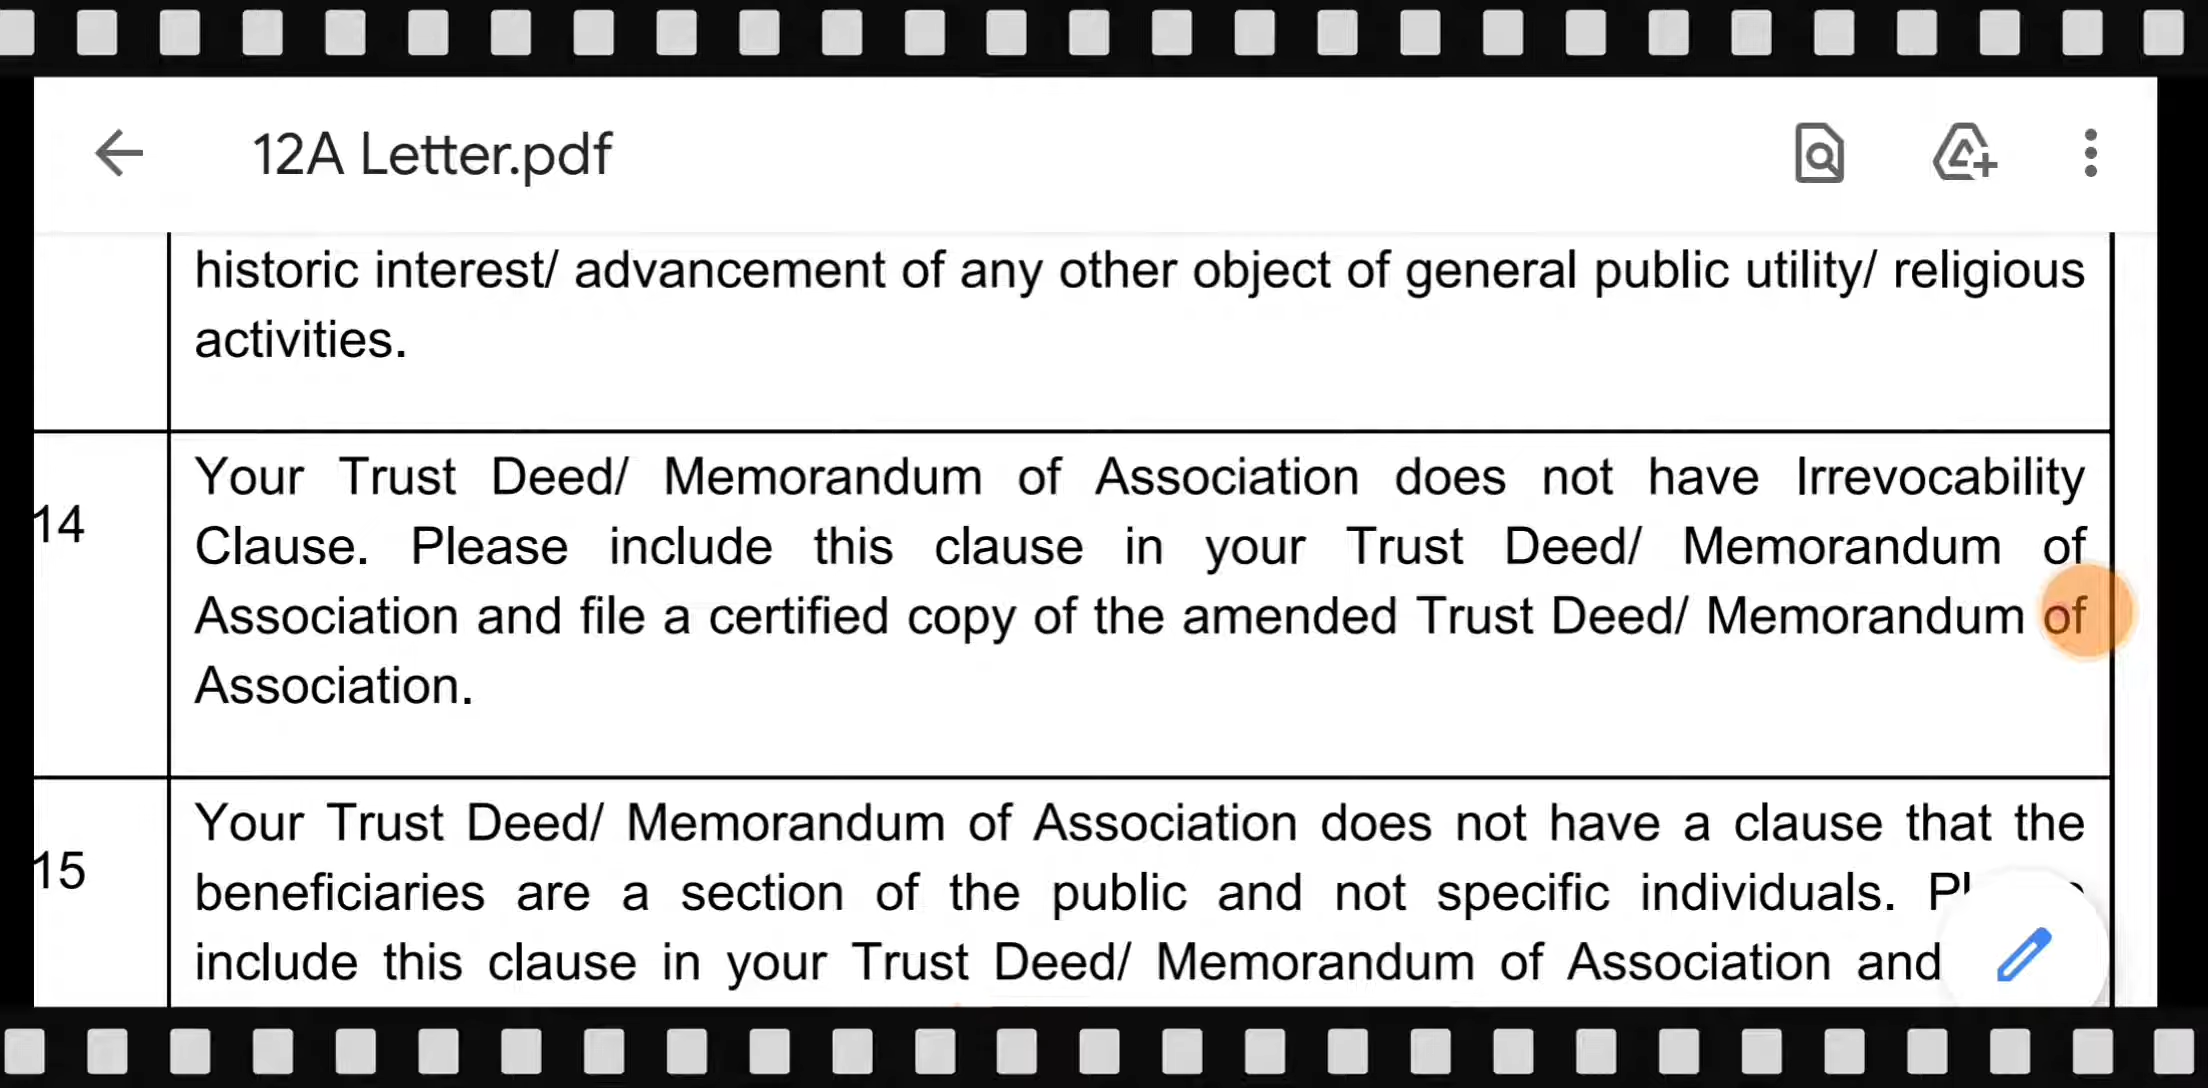 12A Letter.pdf
historic interest/ advancement of any other object of general public utility/ religious
activities.
14
Your Trust Deed/ Memorandum of Association does not have Irrevocability
Clause. Please include this clause in your Trust Deed/ Memorandum of
Association and file a certified copy of the amended Trust Deed/ Memorandum of
Association.
15
Your Trust Deed/ Memorandum of Association does not have a clause that the
beneficiaries are a section of the public and not specific individuals.
include this clause in your Trust Deed/ Memorandum of Association and